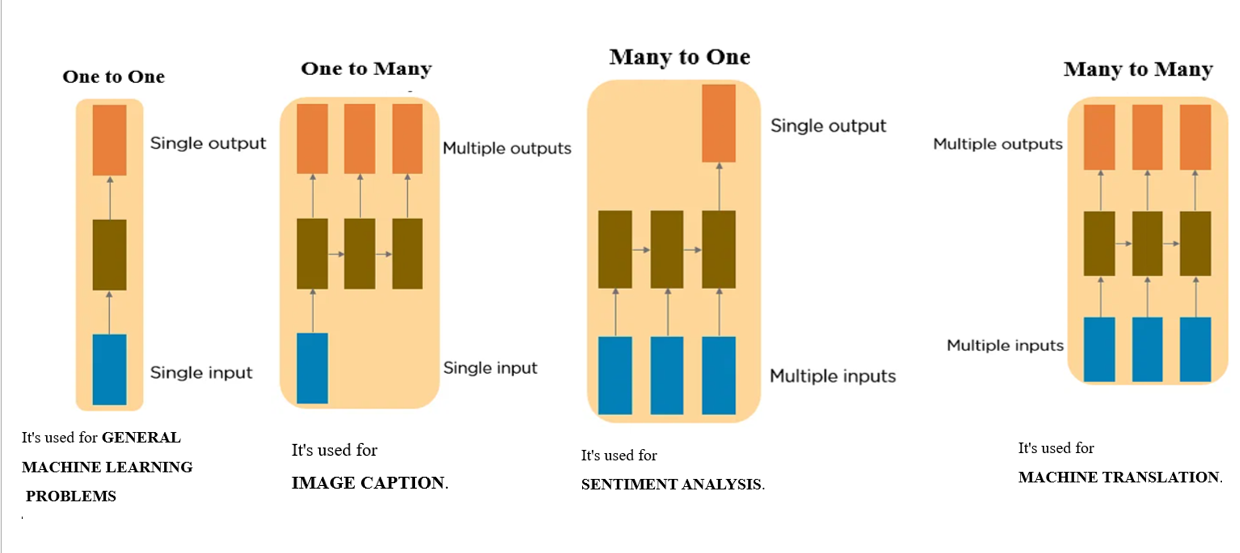 One to One
Single output
Single input
It's used for GENERAL
MACHINE LEARNING
PROBLEMS
One to Many
Multiple outputs
Single input
It's used for
IMAGE CAPTION.
Many to One
Single output
Multiple inputs
It's used for
SENTIMENT ANALYSIS.
Many to Many
Multiple outputs
Multiple inputs
It's used for
MACHINE TRANSLATION.